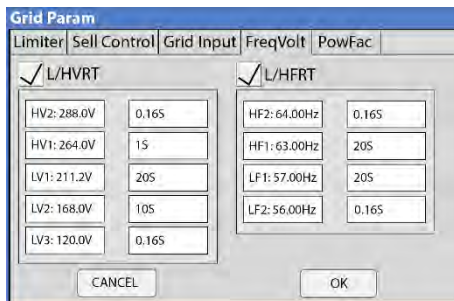 Grid Param
Limiter Sell Control Grid Input FreqVolt PowFac
L/HVRT
HV2: 288.0V 0.16S
HV1: 264.0V 1S
LV1: 211.2V 20S
LV2: 168.0V 10S
LV3: 120.0V 0.16S
L/HFRT
HF2: 64.00Hz 0.16S
HF1: 63.00Hz 20S
LF1: 57.00Hz 20S
LF2: 56.00Hz 0.16S
CANCEL OK